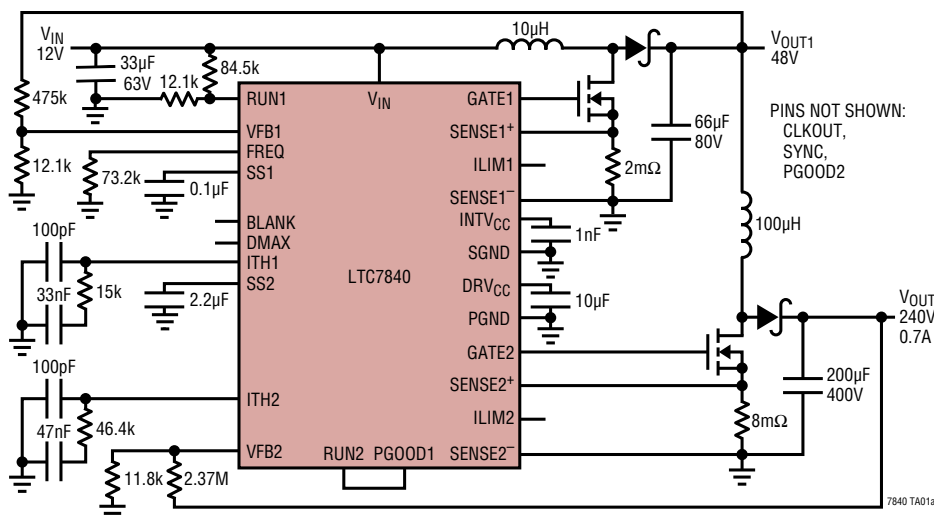 VIN
12V
10µH
VOUT1
48V
33µF
63V
84.5k
12.1k
475k
12.1k
RUN1
VIN
GATE1
VFB1
SENSE1+
FREQ
SS1
ILIM1
73.2k
0.1µF
66µF
80V
2mΩ
PINS NOT SHOWN:
CLKOUT,
SYNC,
PGOOD2
SENSE1–
BLANK
INTVCC
1nF
DMAX
SGND
100µH
100pF
ITH1
LTC7840
33nF
15k
SS2
2.2µF
DRVCC
10µF
PGND
VOUT
240V
0.7A
GATE2
100pF
SENSE2+
200µF
400V
ITH2
47nF
46.4k
ILIM2
8mΩ
VFB2
RUN2 PGOOD1
SENSE2–
11.8k
2.37M
7840 TA01a